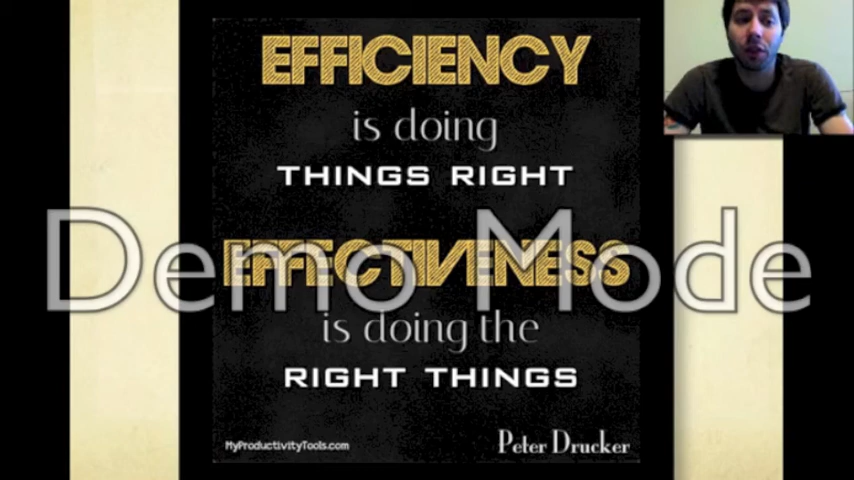 EFFICIENCY
is doing
THINGS RIGHT
Demo Mode
EFFECTIVENESS
is doing the
RIGHT THINGS
MyProductivityTools.com
Peter Drucker